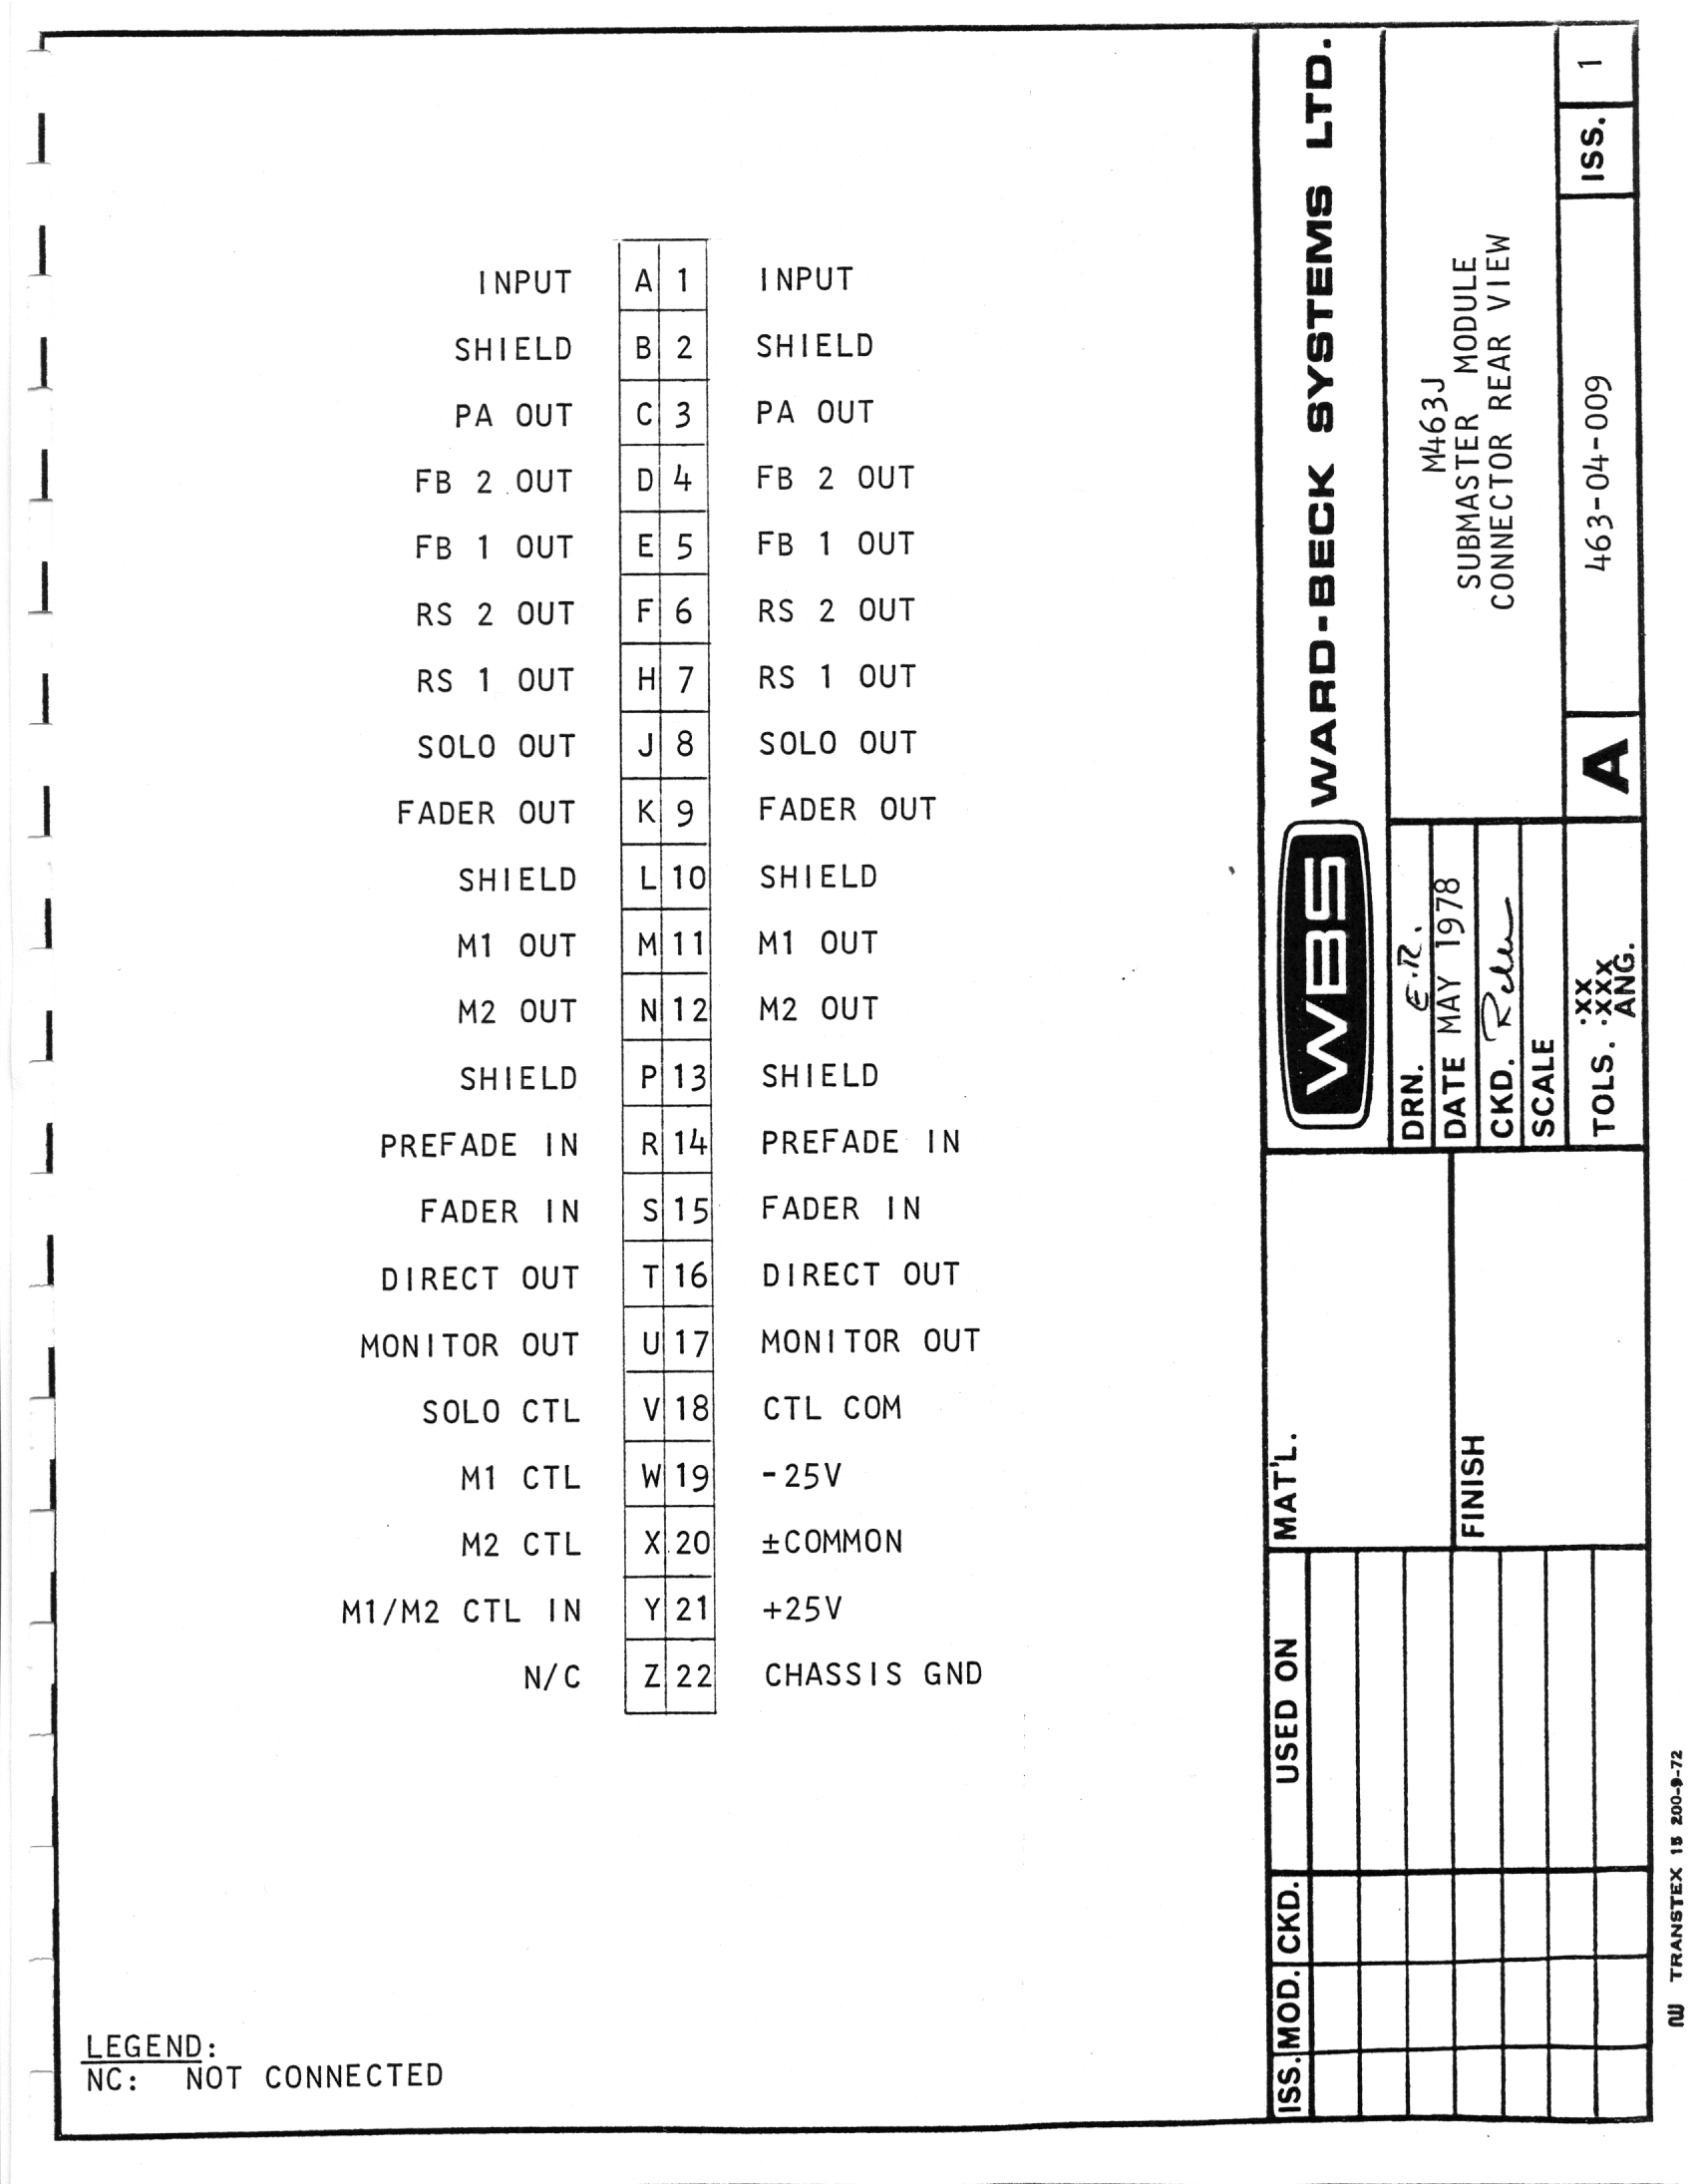 INPUT A 1 INPUT
SHIELD B 2 SHIELD
PA OUT C 3 PA OUT
FB 2 OUT D 4 FB 2 OUT
FB 1 OUT E 5 FB 1 OUT
RS 2 OUT F 6 RS 2 OUT
RS 1 OUT H 7 RS 1 OUT
SOLO OUT J 8 SOLO OUT
FADER OUT K 9 FADER OUT
SHIELD L 10 SHIELD
M1 OUT M 11 M1 OUT
M2 OUT N 12 M2 OUT
SHIELD P 13 SHIELD
PREFADE IN R 14 PREFADE IN
FADER IN S 15 FADER IN
DIRECT OUT T 16 DIRECT OUT
MONITOR OUT U 17 MONITOR OUT
SOLO CTL V 18 CTL COM
M1 CTL W 19 -25V
M2 CTL X 20 ±COMMON
M1/M2 CTL IN Y 21 +25V
N/C Z 22 CHASSIS GND
LEGEND:
NC: NOT CONNECTED
ISS. MOD. CKD. USED ON
MAT'L.
FINISH
WBS WARD-BECK SYSTEMS LTD.
DRN. E.R.
DATE MAY 1978
CKD.
SCALE
TOLS. .XX
.XXX
ANG.
M463J
SUBMASTER MODULE
CONNECTOR REAR VIEW
A 463-04-009 ISS. 1
TRANSTEX 15 200-9-72